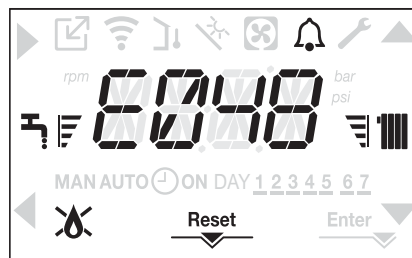 rpm bar
psi
E048
MAN AUTO ON DAY 1 2 3 4 5 6 7
Reset Enter